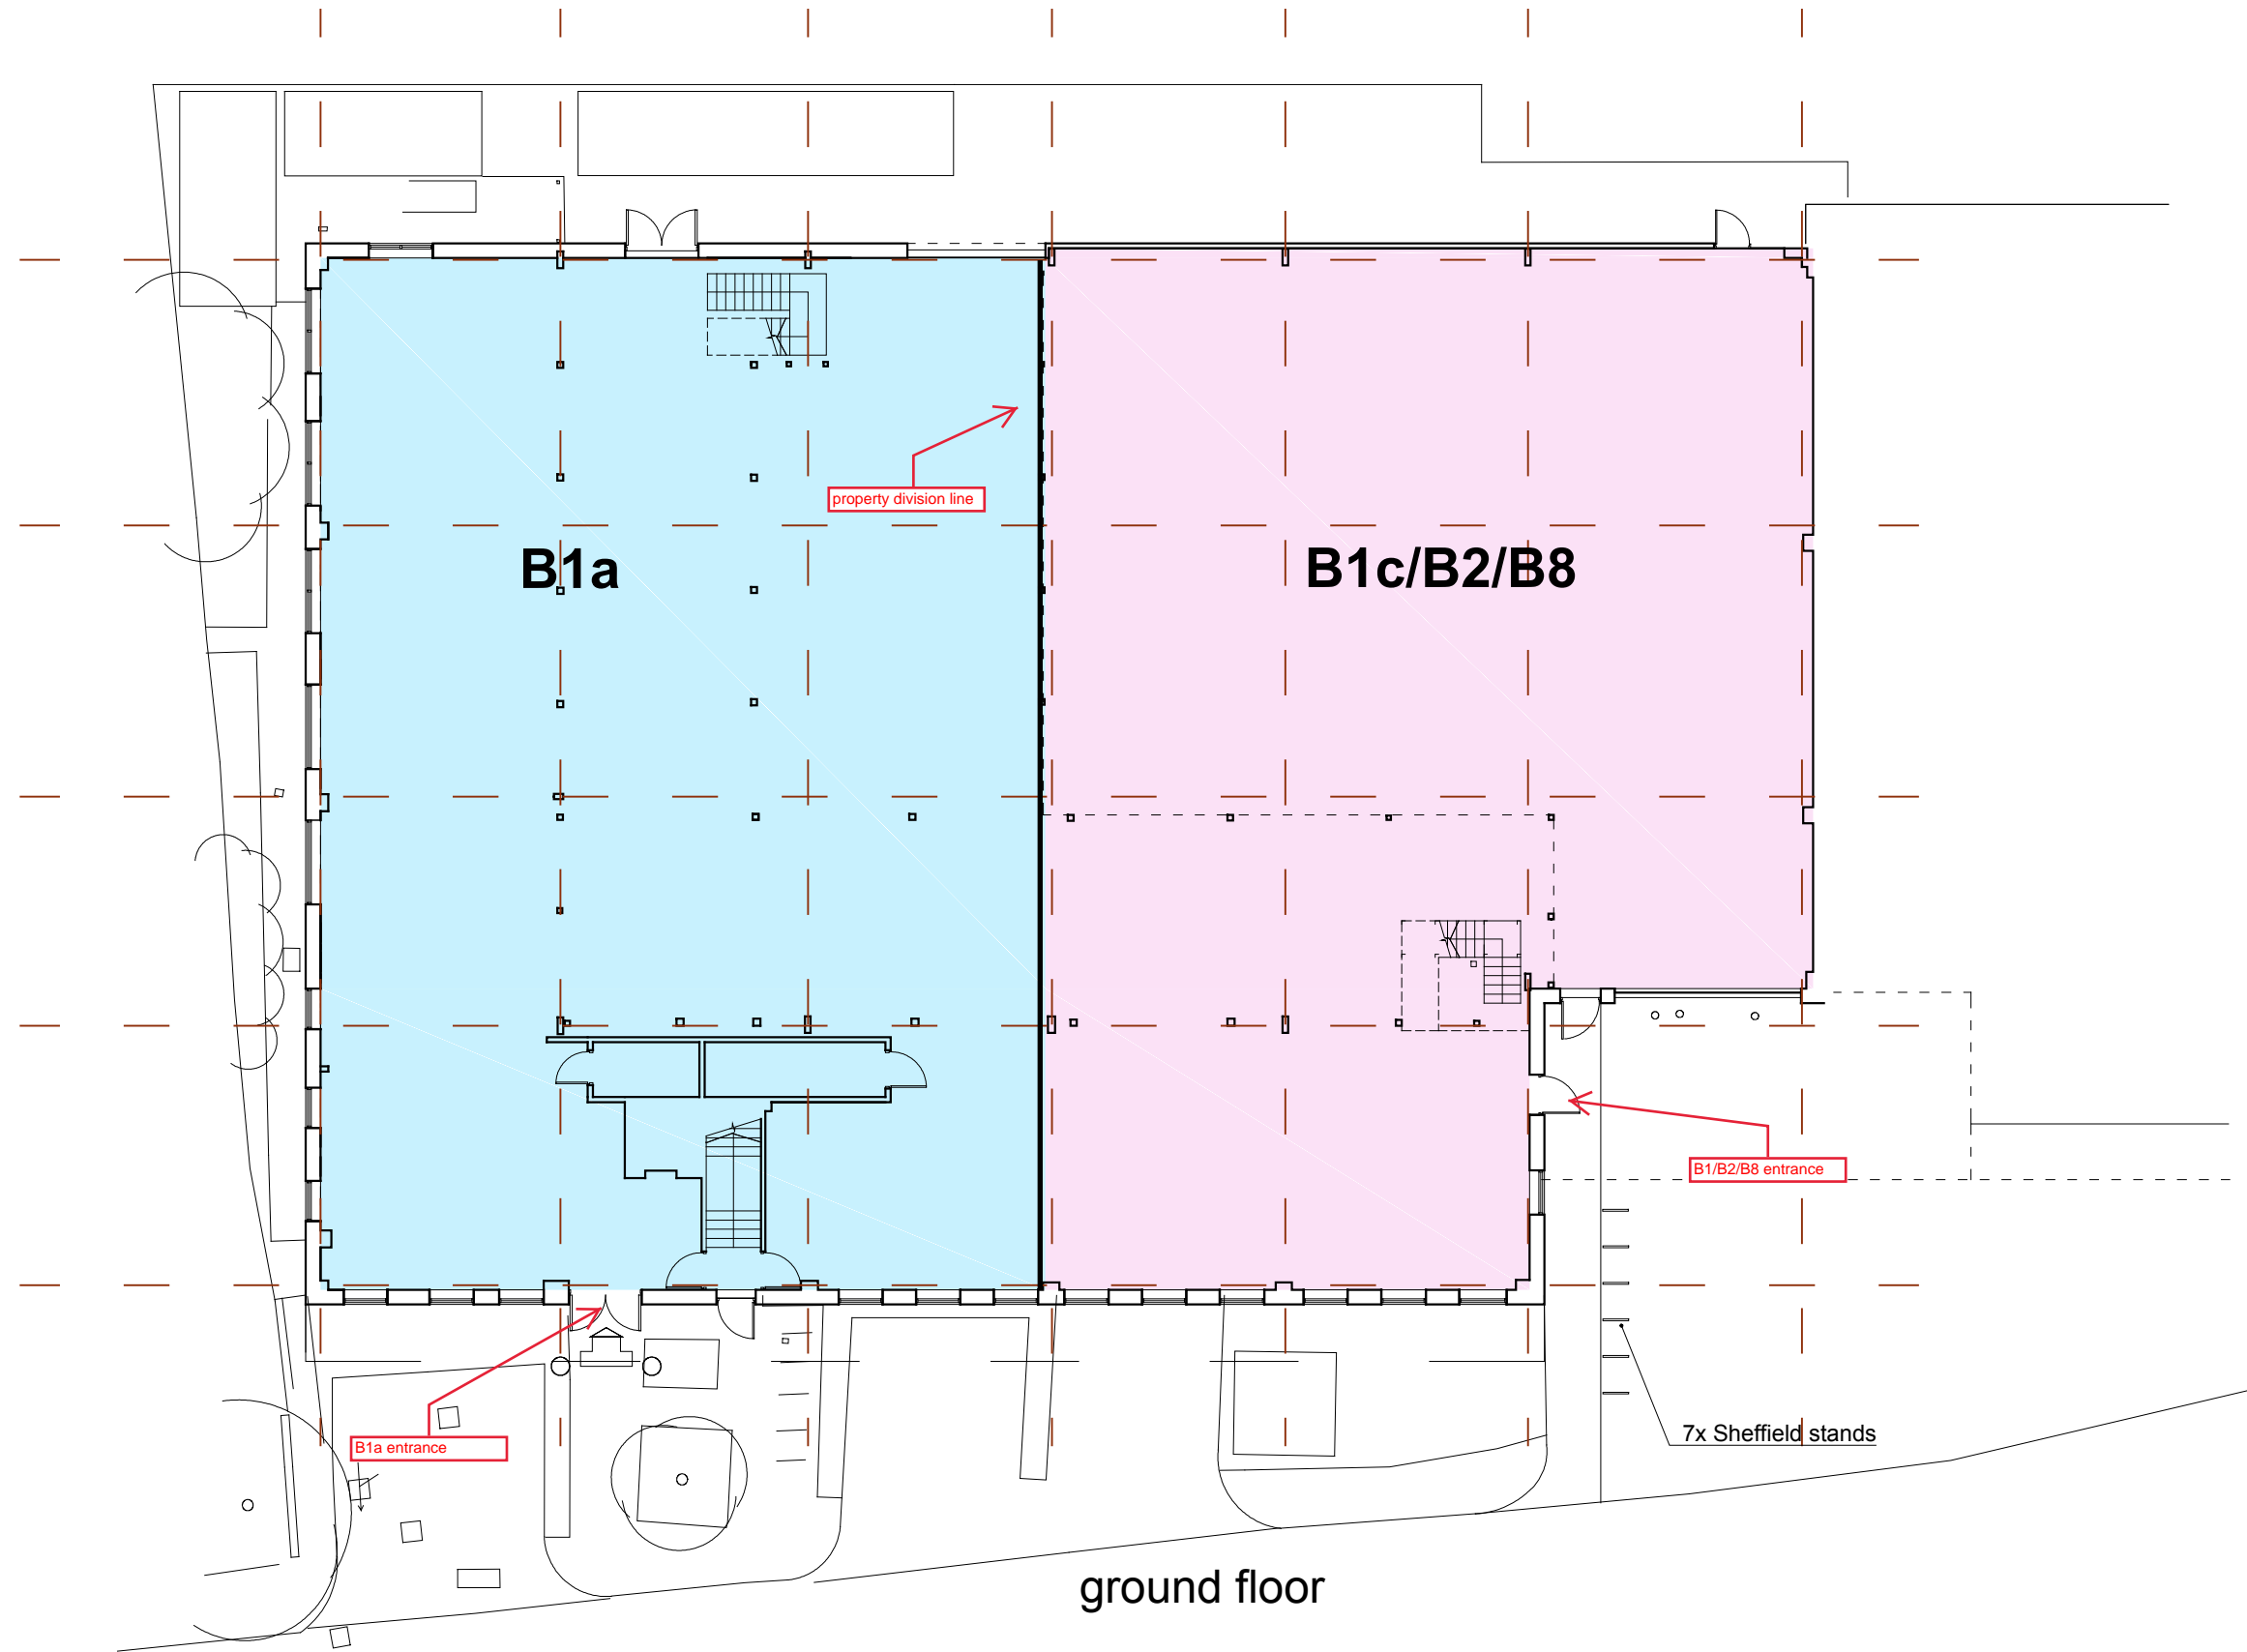 property division line
B1a
B1c/B2/B8
B1/B2/B8 entrance
7x Sheffield stands
B1a entrance
ground floor